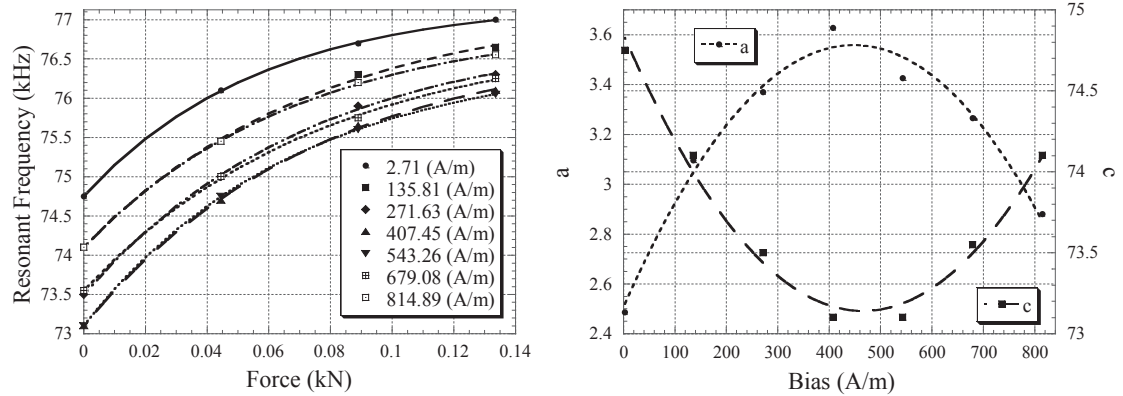 Resonant Frequency (kHz)
77
76.5
76
75.5
75
74.5
74
73.5
73
0
0.02
0.04
0.06
0.08
0.1
0.12
0.14
Force (kN)
2.71 (A/m)
135.81 (A/m)
271.63 (A/m)
407.45 (A/m)
543.26 (A/m)
679.08 (A/m)
814.89 (A/m)
a
3.6
3.4
3.2
3
2.8
2.6
2.4
0
100
200
300
400
500
600
700
800
Bias (A/m)
75
74.5
74
73.5
73
c
a
c